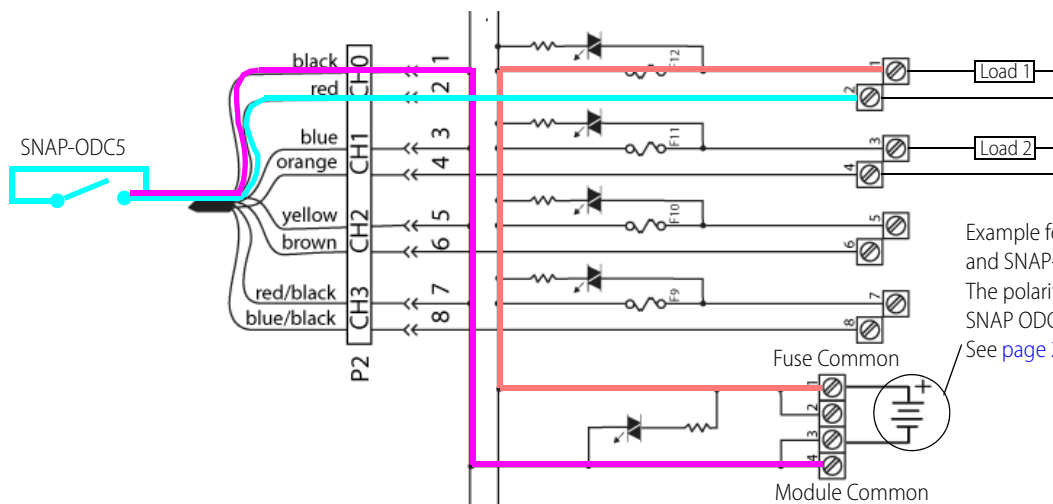 black
red
blue
orange
yellow
brown
red/black
blue/black
SNAP-ODC5
CH0
CH1
CH2
CH3
P2
1
2
3
4
5
6
7
8
F12
F11
F10
F9
1
2
3
4
5
6
7
8
Load 1
Load 2
Example fo
and SNAP-
The polarit
SNAP ODC
See page 2
Fuse Common
1
2
3
4
+
Module Common